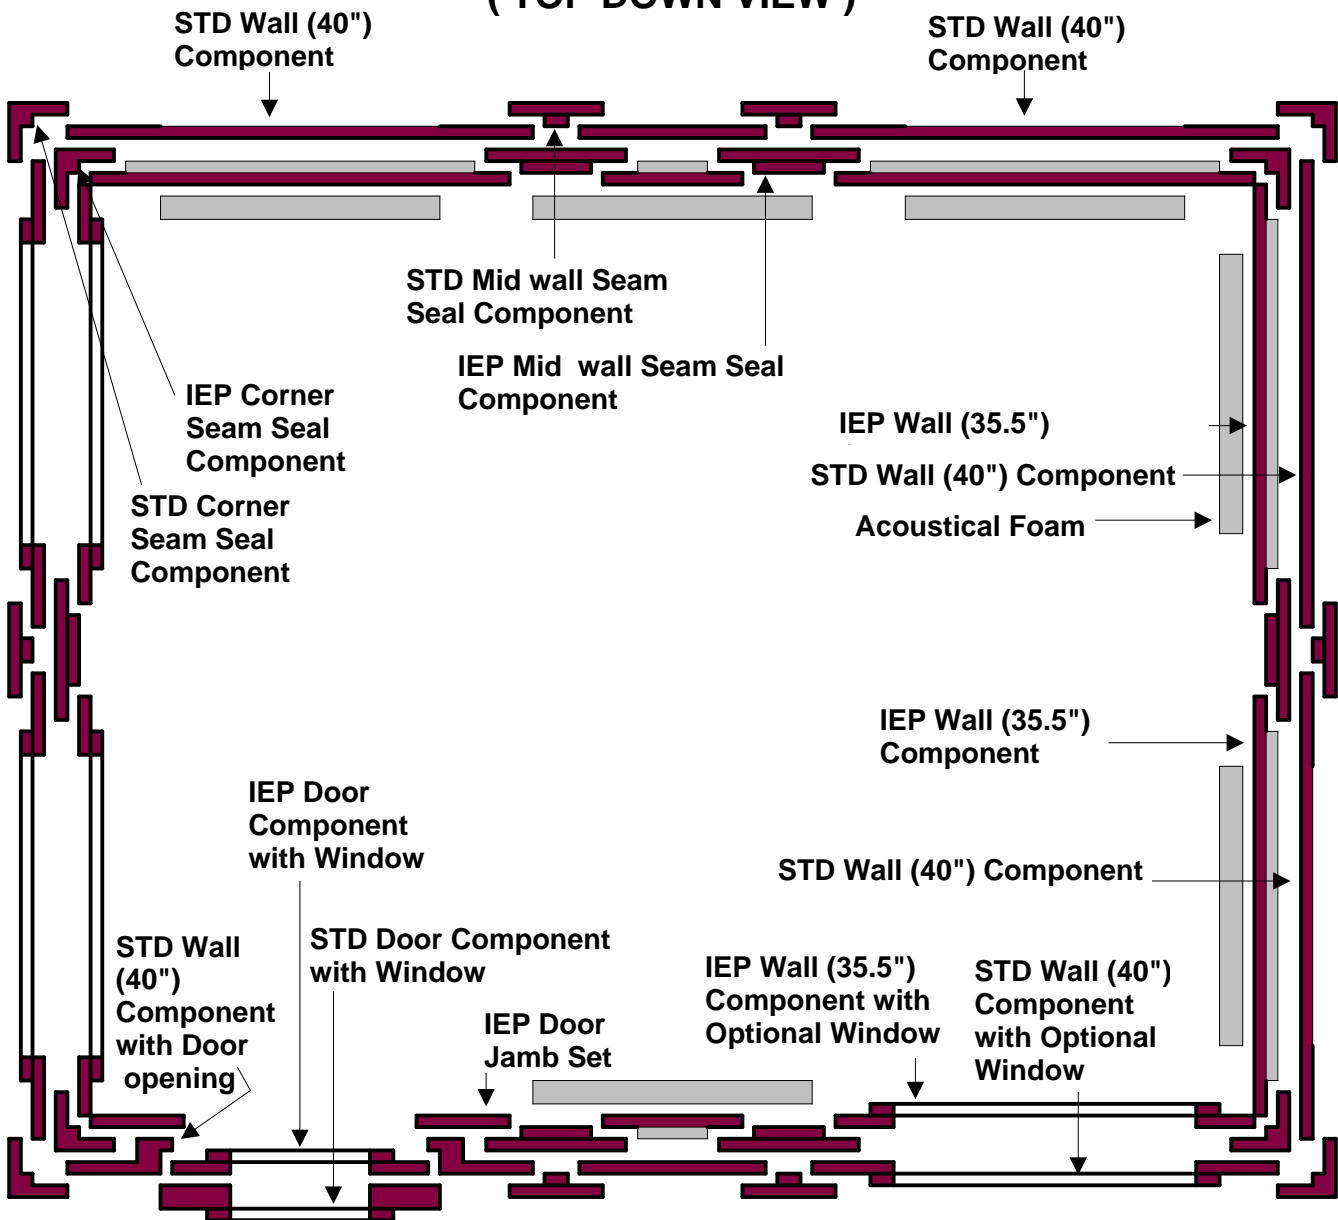 ( TOP DOWN VIEW )
STD Wall (40")
Component
STD Wall (40")
Component
STD Mid wall Seam
Seal Component
IEP Mid wall Seam Seal
Component
IEP Corner
Seam Seal
Component
STD Corner
Seam Seal
Component
IEP Wall (35.5")
STD Wall (40") Component
Acoustical Foam
IEP Wall (35.5")
Component
IEP Door
Component
with Window
STD Wall (40") Component
STD Wall
(40")
Component
with Door
opening
STD Door Component
with Window
IEP Door
Jamb Set
IEP Wall (35.5")
Component with
Optional Window
STD Wall (40")
Component
with Optional
Window